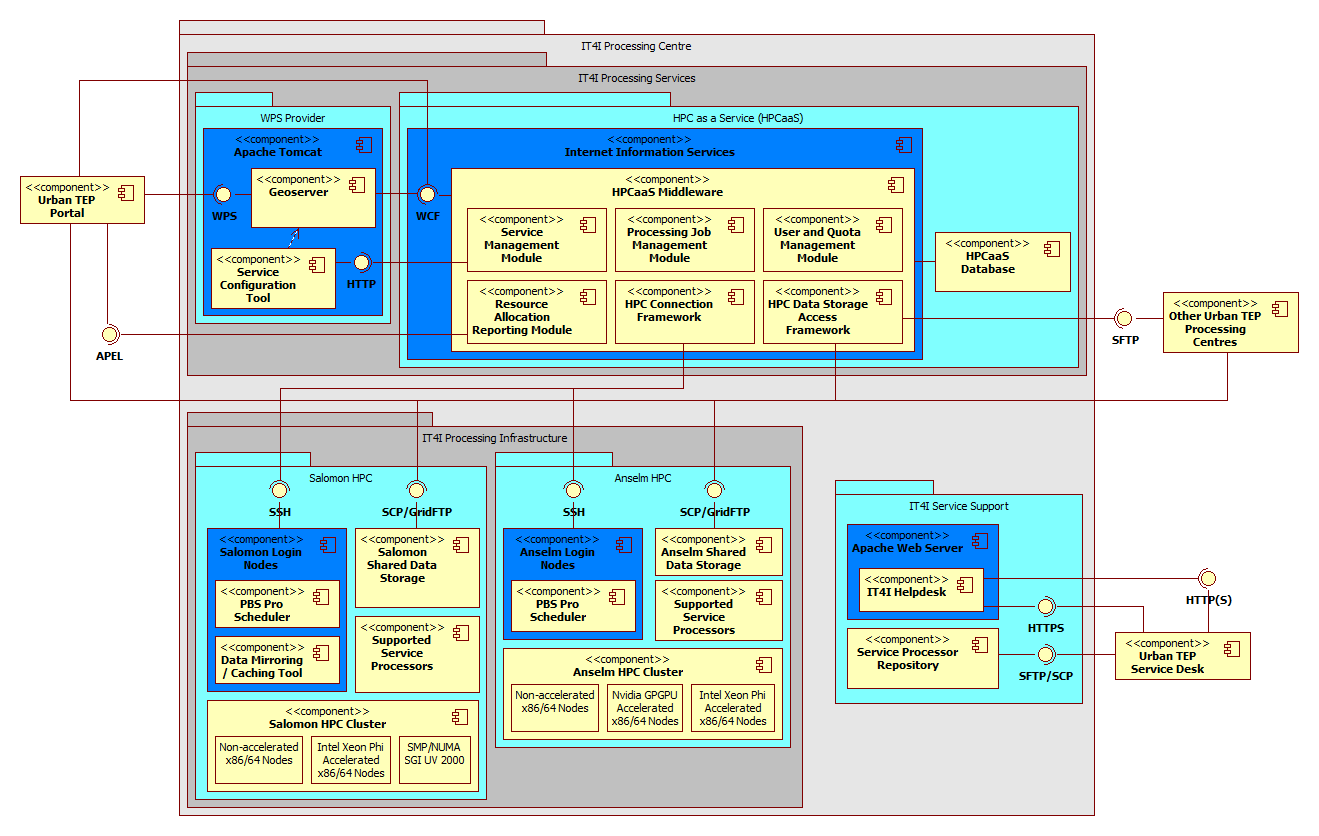 IT4I Processing Centre
IT4I Processing Services
WPS Provider
HPC as a Service (HPCaaS)
<<component>>
Apache Tomcat
<<component>>
Internet Information Services
<<component>>
Urban TEP
Portal
WPS
<<component>>
Geoserver
WCF
<<component>>
HPCaaS Middleware
<<component>>
Service
Management
Module
<<component>>
Processing Job
Management
Module
<<component>>
User and Quota
Management
Module
<<component>>
HPCaaS
Database
<<component>>
Service
Configuration
Tool
HTTP
<<component>>
Resource
Allocation
Reporting Module
<<component>>
HPC Connection
Framework
<<component>>
HPC Data Storage
Access
Framework
APEL
SFTP
<<component>>
Other Urban TEP
Processing
Centres
IT4I Processing Infrastructure
Salomon HPC
SSH
SCP/GridFTP
<<component>>
Salomon Login
Nodes
<<component>>
PBS Pro
Scheduler
<<component>>
Data Mirroring
/ Caching Tool
<<component>>
Salomon
Shared Data
Storage
<<component>>
Supported
Service
Processors
<<component>>
Salomon HPC Cluster
Non-accelerated
x86/64 Nodes
Intel Xeon Phi
Accelerated
x86/64 Nodes
SMP/NUMA
SGI UV 2000
Anselm HPC
SSH
SCP/GridFTP
<<component>>
Anselm Login
Nodes
<<component>>
PBS Pro
Scheduler
<<component>>
Anselm Shared
Data Storage
<<component>>
Supported
Service
Processors
<<component>>
Anselm HPC Cluster
Non-accelerated
x86/64 Nodes
Nvidia GPGPU
Accelerated
x86/64 Nodes
Intel Xeon Phi
Accelerated
x86/64 Nodes
IT4I Service Support
<<component>>
Apache Web Server
<<component>>
IT4I Helpdesk
<<component>>
Service Processor
Repository
HTTP(S)
HTTPS
SFTP/SCP
<<component>>
Urban TEP
Service Desk